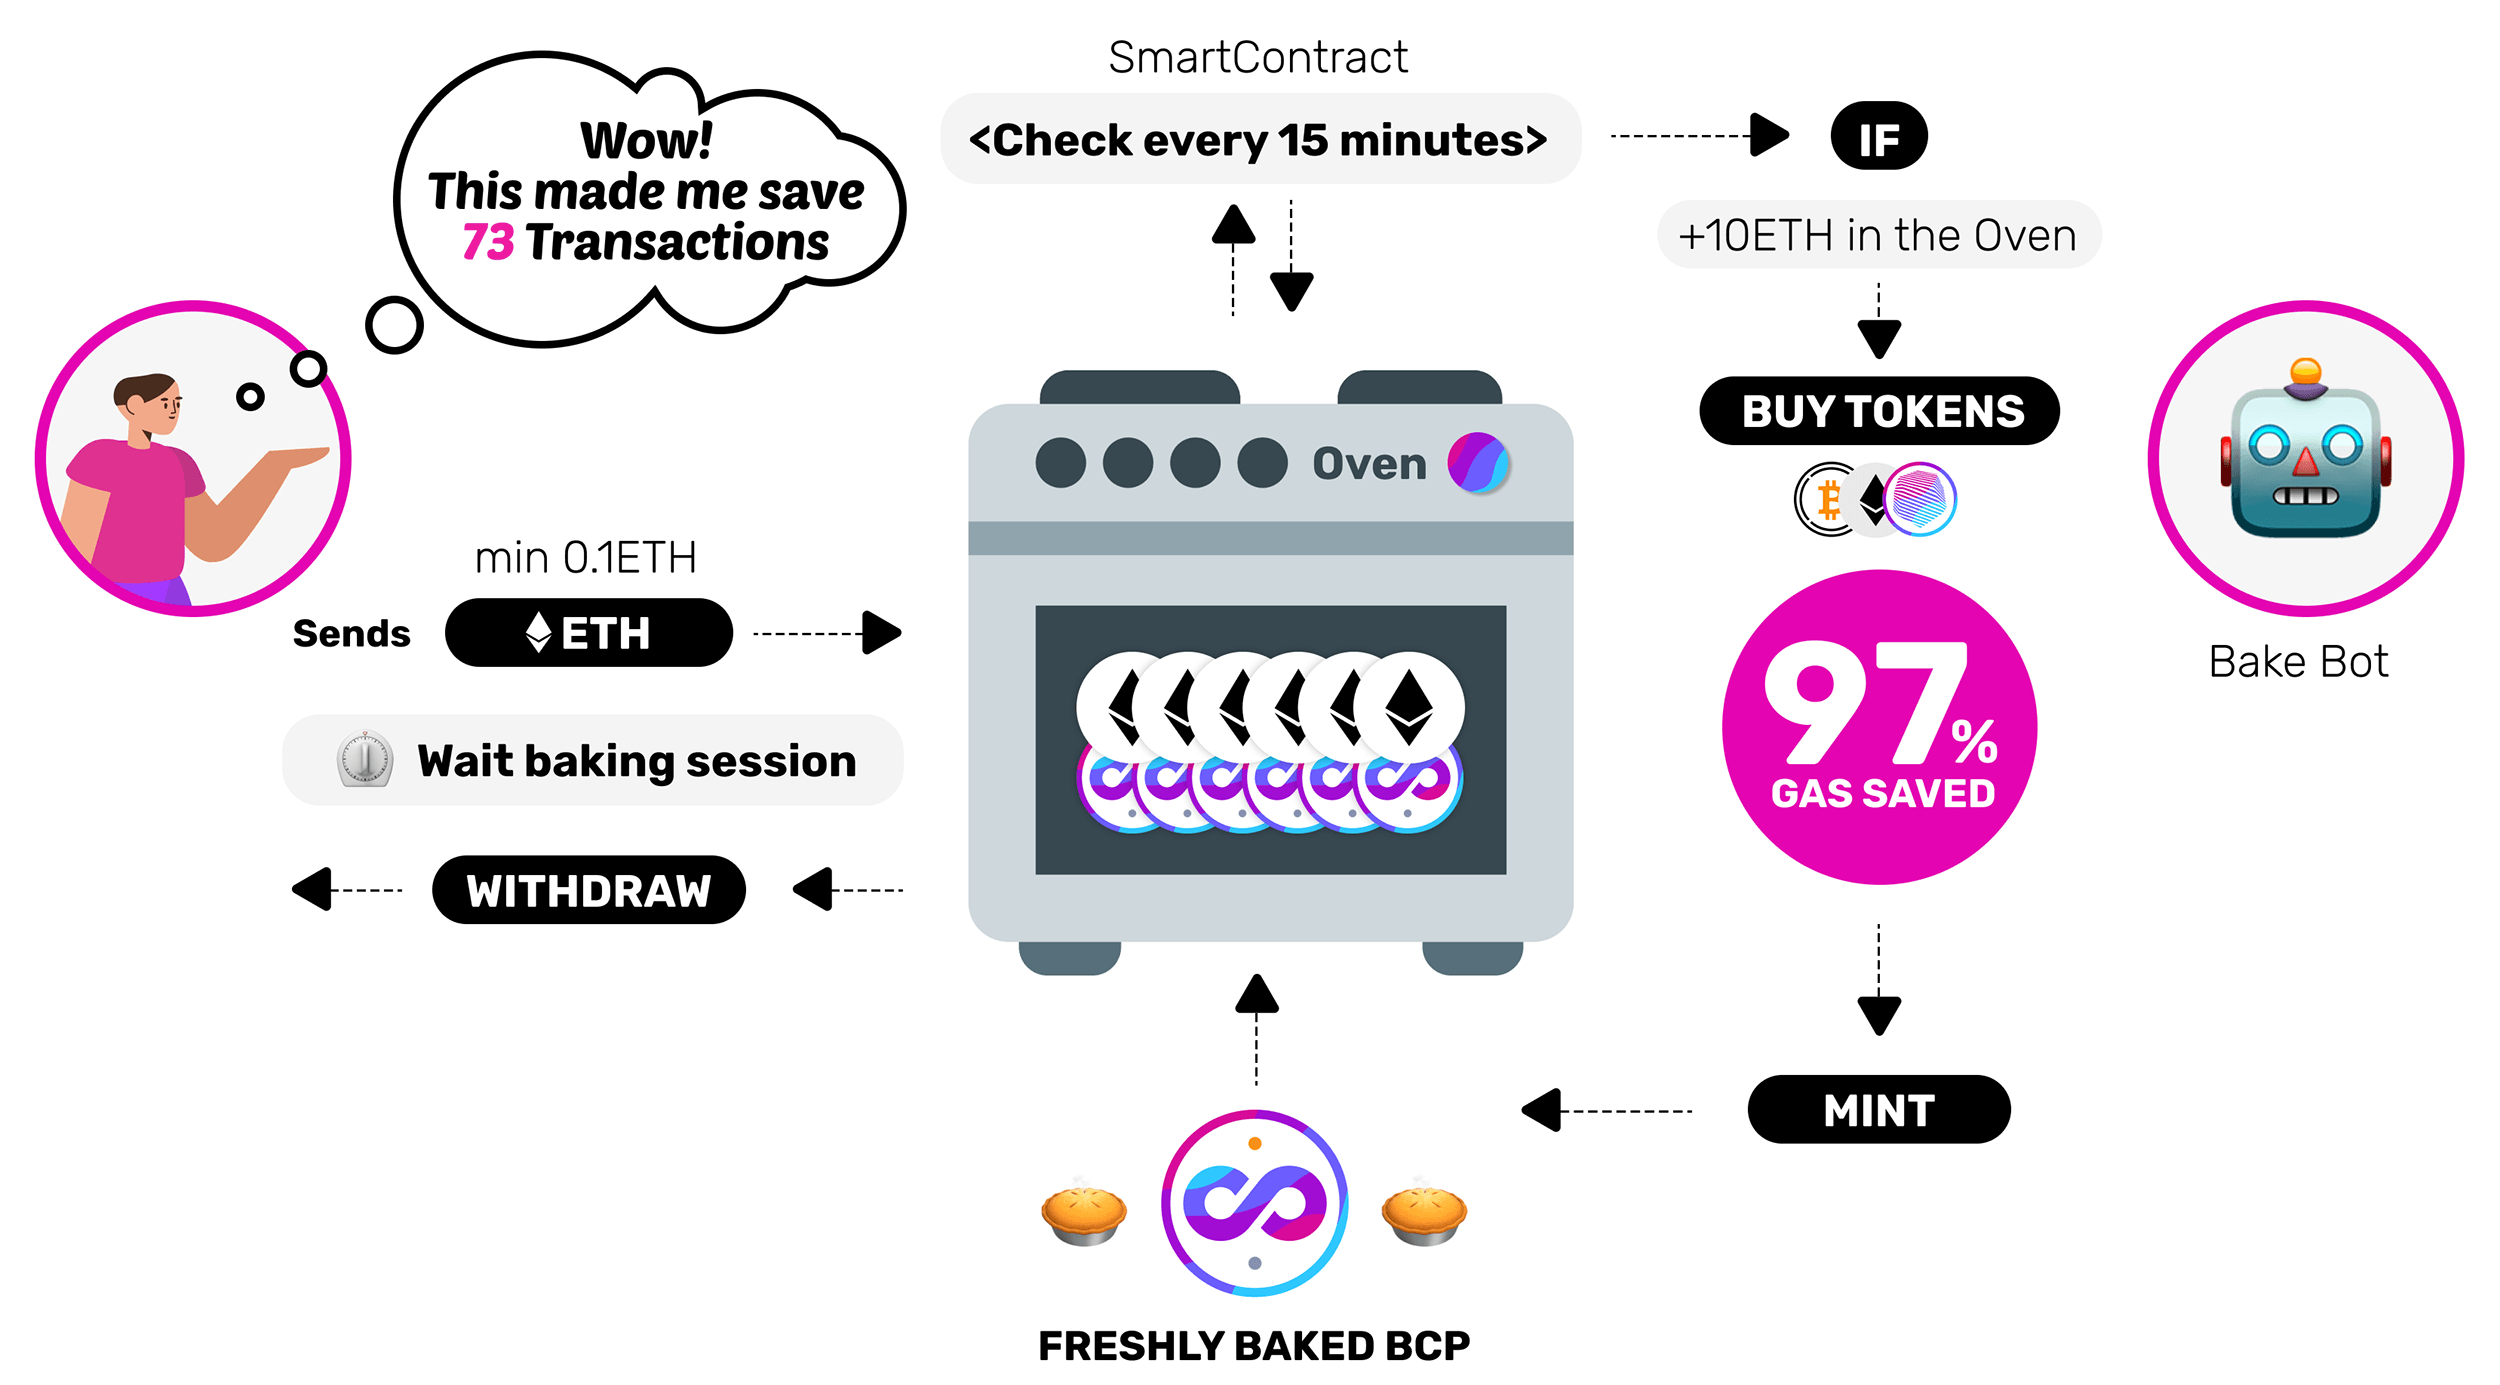 SmartContract
<Check every 15 minutes>
IF
+10ETH in the Oven
Wow!
This made me save
73 Transactions
BUY TOKENS
Oven
min 0.1ETH
Sends
ETH
Wait baking session
WITHDRAW
97%
GAS SAVED
Bake Bot
MINT
FRESHLY BAKED BCP